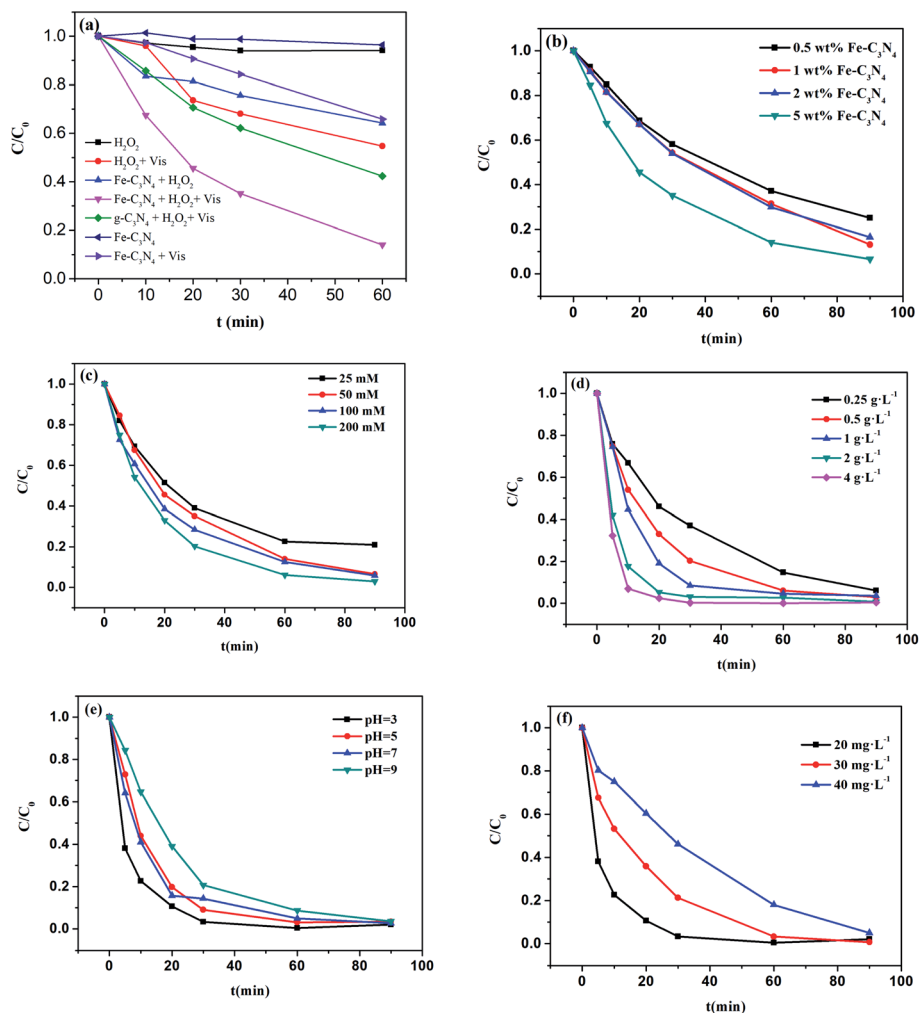 (a)
C/C₀
1.0
0.8
0.6
0.4
0.2
0.0
H₂O₂
H₂O₂+ Vis
Fe-C₃N₄ + H₂O₂
Fe-C₃N₄ + H₂O₂+ Vis
g-C₃N₄ + H₂O₂+ Vis
Fe-C₃N₄
Fe-C₃N₄ + Vis
0 10 20 30 40 50 60
t (min)
(b)
C/C₀
1.0
0.8
0.6
0.4
0.2
0.0
0.5 wt% Fe-C₃N₄
1 wt% Fe-C₃N₄
2 wt% Fe-C₃N₄
5 wt% Fe-C₃N₄
0 20 40 60 80 100
t(min)
(c)
C/C₀
1.0
0.8
0.6
0.4
0.2
0.0
25 mM
50 mM
100 mM
200 mM
0 20 40 60 80 100
t(min)
(d)
C/C₀
1.0
0.8
0.6
0.4
0.2
0.0
0.25 g·L⁻¹
0.5 g·L⁻¹
1 g·L⁻¹
2 g·L⁻¹
4 g·L⁻¹
0 20 40 60 80 100
t(min)
(e)
C/C₀
1.0
0.8
0.6
0.4
0.2
0.0
pH=3
pH=5
pH=7
pH=9
0 20 40 60 80 100
t(min)
(f)
C/C₀
1.0
0.8
0.6
0.4
0.2
0.0
20 mg·L⁻¹
30 mg·L⁻¹
40 mg·L⁻¹
0 20 40 60 80 100
t(min)